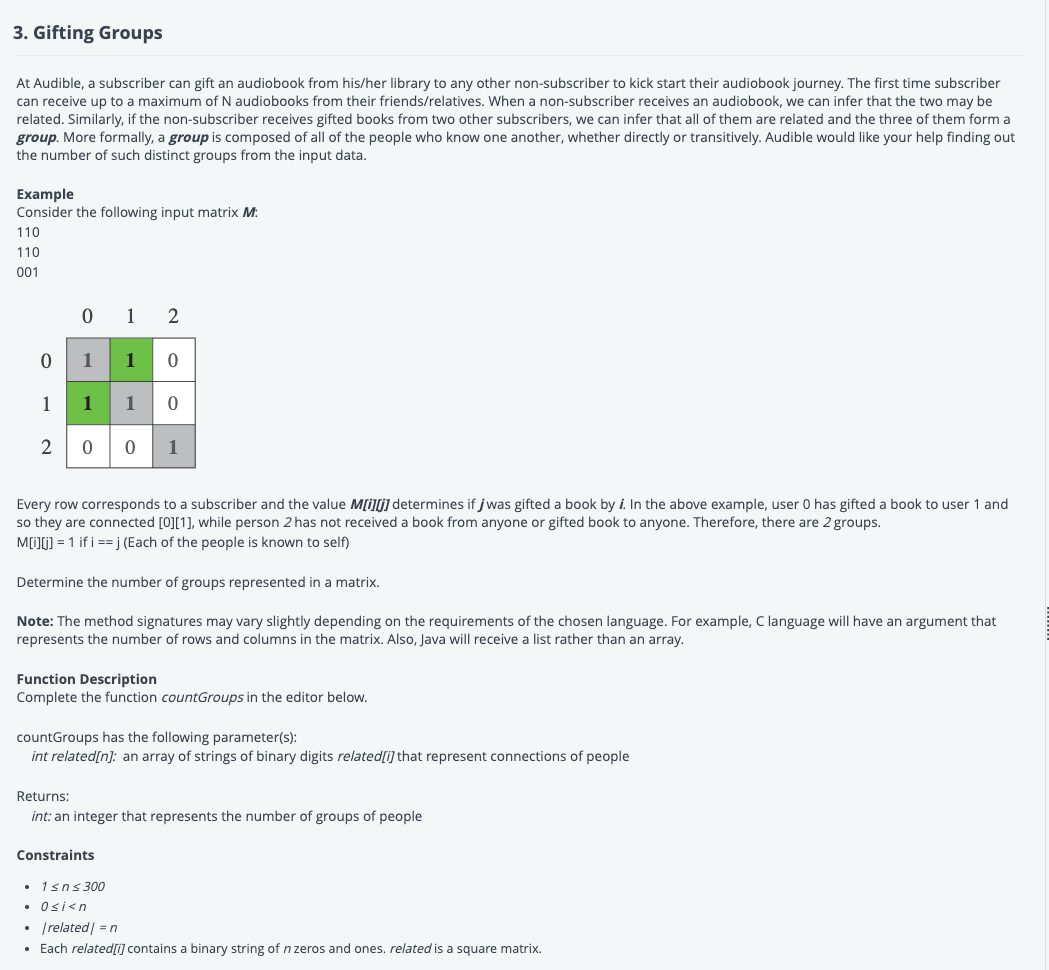 3. Gifting Groups
At Audible, a subscriber can gift an audiobook from his/her library to any other non-subscriber to kick start their audiobook journey. The first time subscriber
can receive up to a maximum of N audiobooks from their friends/relatives. When a non-subscriber receives an audiobook, we can infer that the two may be
related. Similarly, if the non-subscriber receives gifted books from two other subscribers, we can infer that all of them are related and the three of them form a
group. More formally, a group is composed of all of the people who know one another, whether directly or transitively. Audible would like your help finding out
the number of such distinct groups from the input data.
Example
Consider the following input matrix M:
110
110
001
0 1 2
0 1 1 0
1 1 1 0
2 0 0 1
Every row corresponds to a subscriber and the value M[i][j] determines if j was gifted a book by i. In the above example, user 0 has gifted a book to user 1 and
so they are connected [0][1], while person 2 has not received a book from anyone or gifted book to anyone. Therefore, there are 2 groups.
M[i][j] = 1 if i == j (Each of the people is known to self)
Determine the number of groups represented in a matrix.
Note: The method signatures may vary slightly depending on the requirements of the chosen language. For example, C language will have an argument that
represents the number of rows and columns in the matrix. Also, Java will receive a list rather than an array.
Function Description
Complete the function countGroups in the editor below.
countGroups has the following parameter(s):
int related[n]: an array of strings of binary digits related[i] that represent connections of people
Returns:
int: an integer that represents the number of groups of people
Constraints
• 1 ≤ n ≤ 300
• 0 ≤ i < n
• |related| = n
• Each related[i] contains a binary string of n zeros and ones. related is a square matrix.